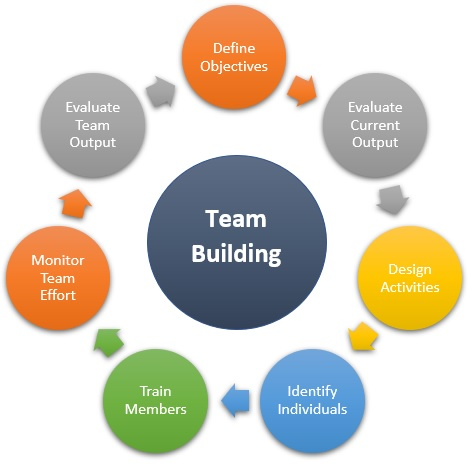 Define
Objectives
Evaluate
Current
Output
Design
Activities
Identify
Individuals
Train
Members
Monitor
Team
Effort
Evaluate
Team
Output
Team
Building